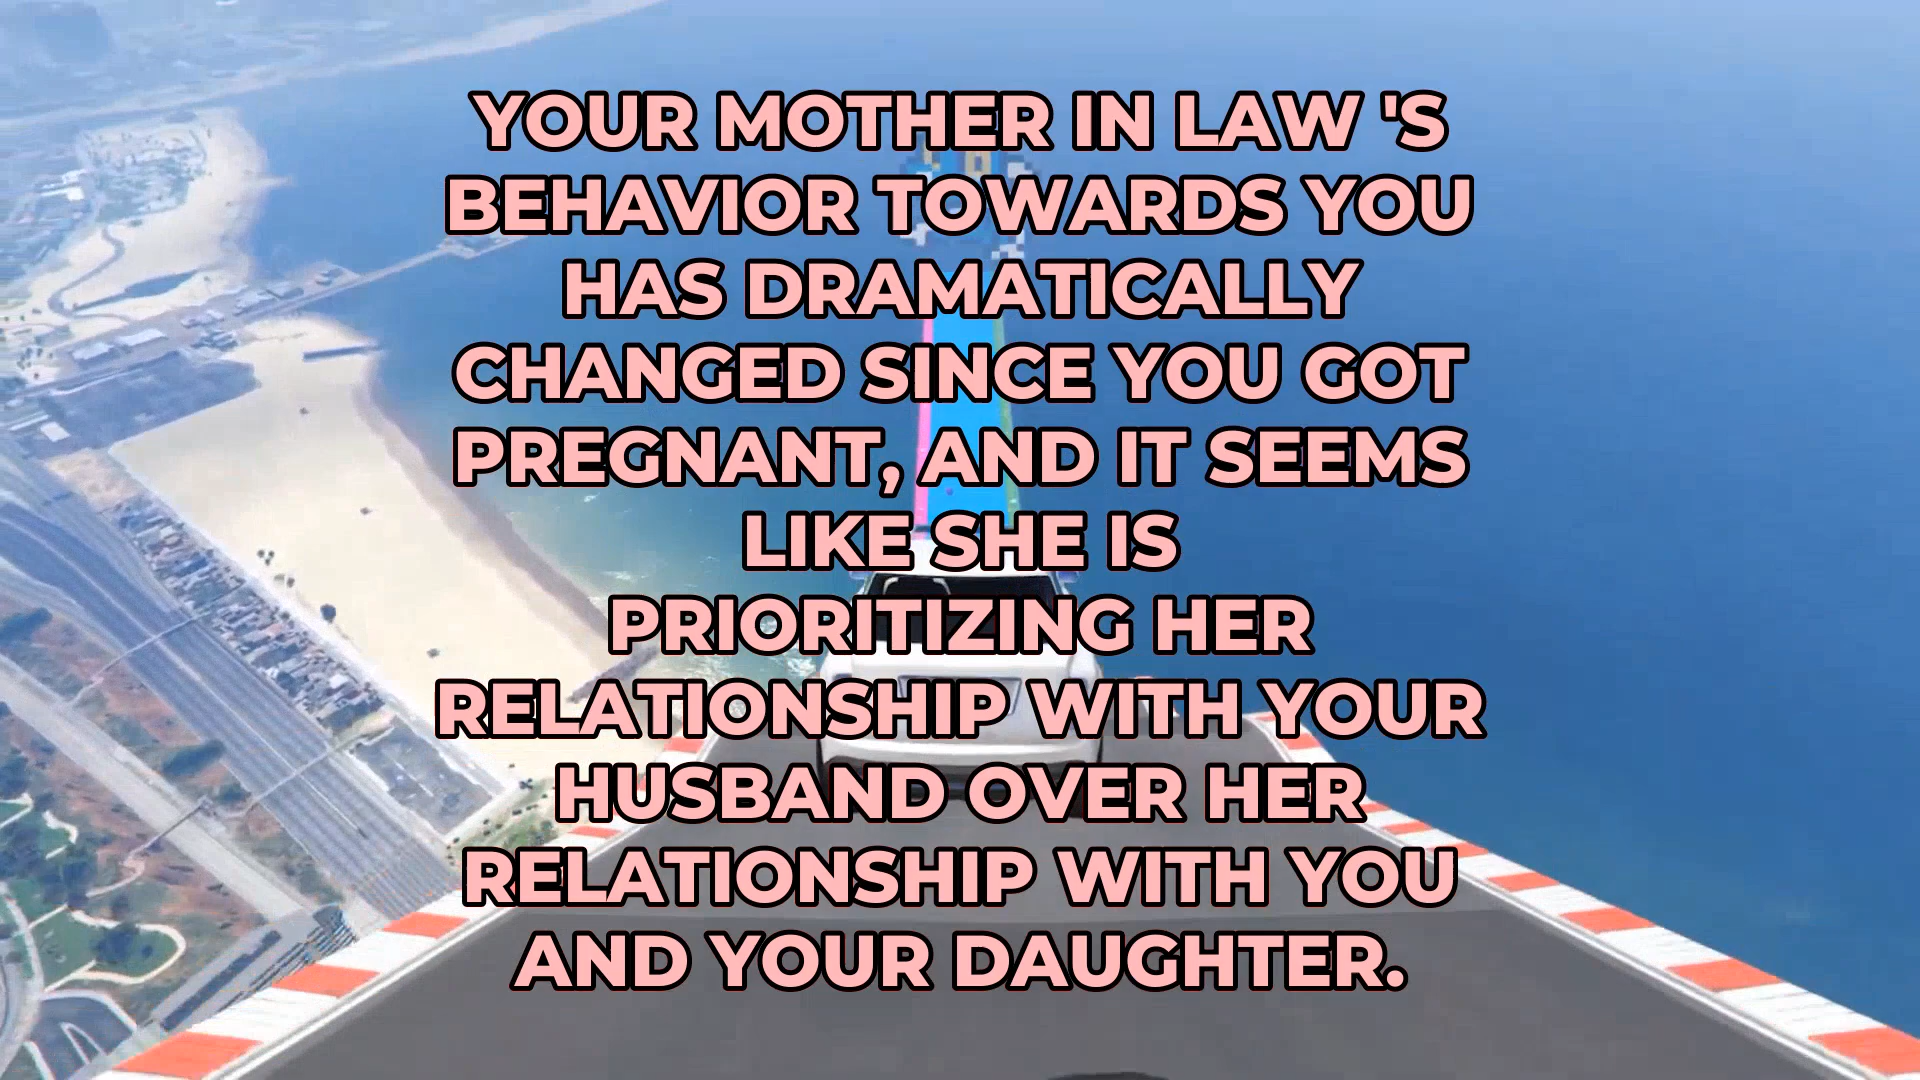 YOUR MOTHER IN LAW 'S
BEHAVIOR TOWARDS YOU
HAS DRAMATICALLY
CHANGED SINCE YOU GOT
PREGNANT, AND IT SEEMS
LIKE SHE IS
PRIORITIZING HER
RELATIONSHIP WITH YOUR
HUSBAND OVER HER
RELATIONSHIP WITH YOU
AND YOUR DAUGHTER.